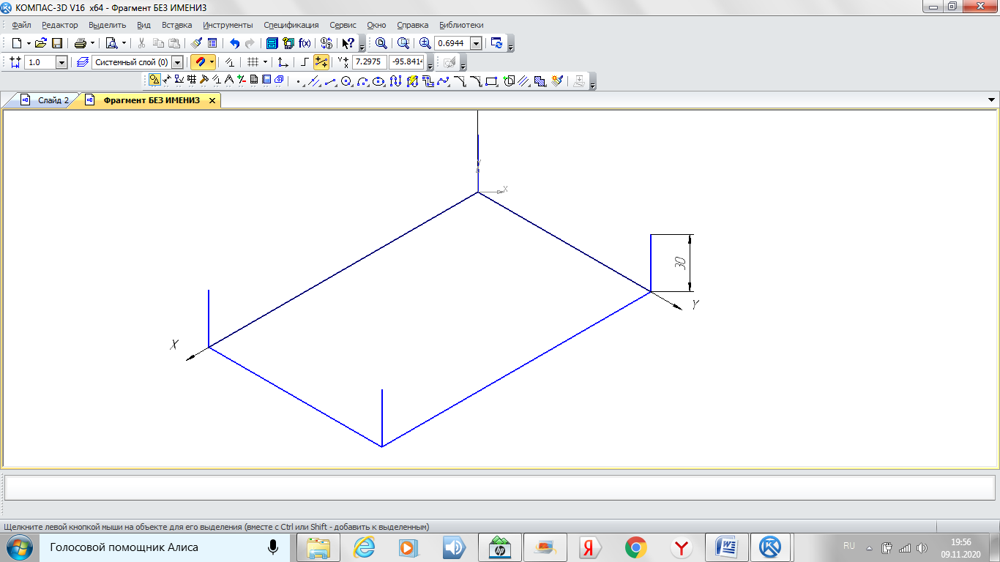 КОМПАС-3D V16 x64 - Фрагмент БЕЗ ИМЕНИ3
Файл Редактор Выделить Вид Вставка Инструменты Спецификация Сервис Окно Справка Библиотеки
f(x) 0.6944
1.0 Системный слой (0) 7.2975 -95.8414
Слайд 2 Фрагмент БЕЗ ИМЕНИ3
Y
X
30
Y
X
Щелкните левой кнопкой мыши на объекте для его выделения (вместе с Ctrl или Shift - добавить к выделенным)
Голосовой помощник Алиса
hp
Я
Y
W
RU
19:56
09.11.2020